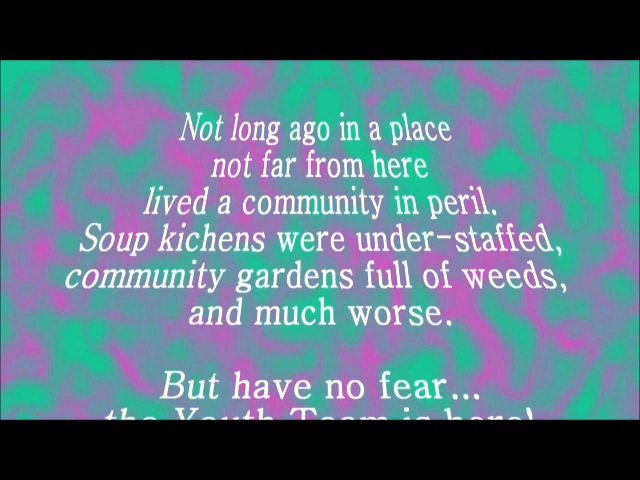 Not long ago in a place
not far from here
lived a community in peril.
Soup kichens were under-staffed,
community gardens full of weeds,
and much worse.
But have no fear...
the Youth Team is here!